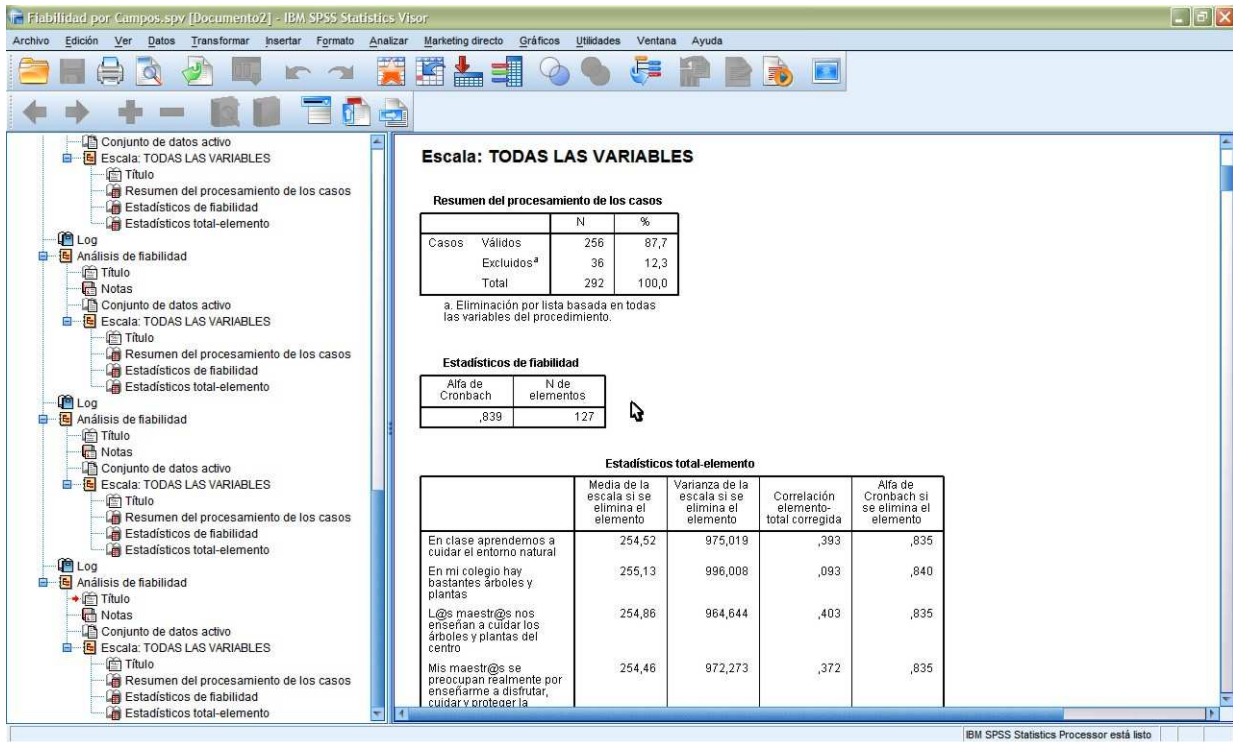 Fiabilidad por Campos.spv [Documento2] - IBM SPSS Statistics Visor
Archivo Edición Ver Datos Transformar Insertar Formato Analizar Marketing directo Gráficos Utilidades Ventana Ayuda
Conjunto de datos activo
Escala: TODAS LAS VARIABLES
Título
Resumen del procesamiento de los casos
Estadísticos de fiabilidad
Estadísticos total-elemento
Log
Análisis de fiabilidad
Título
Notas
Conjunto de datos activo
Escala: TODAS LAS VARIABLES
Título
Resumen del procesamiento de los casos
Estadísticos de fiabilidad
Estadísticos total-elemento
Log
Análisis de fiabilidad
Título
Notas
Conjunto de datos activo
Escala: TODAS LAS VARIABLES
Título
Resumen del procesamiento de los casos
Estadísticos de fiabilidad
Estadísticos total-elemento
Log
Análisis de fiabilidad
Título
Notas
Conjunto de datos activo
Escala: TODAS LAS VARIABLES
Título
Resumen del procesamiento de los casos
Estadísticos de fiabilidad
Estadísticos total-elemento
Escala: TODAS LAS VARIABLES
Resumen del procesamiento de los casos
N %
Casos Válidos 256 87,7
Excluidosª 36 12,3
Total 292 100,0
a. Eliminación por lista basada en todas
las variables del procedimiento.
Estadísticos de fiabilidad
Alfa de N de
Cronbach elementos
,839 127
Estadísticos total-elemento
Media de la Varianza de la Alfa de
escala si se escala si se Correlación Cronbach si
elimina el elimina el elemento- se elimina el
elemento elemento total corregida elemento
En clase aprendemos a 254,52 975,019 ,393 ,835
cuidar el entorno natural
En mi colegio hay 255,13 996,008 ,093 ,840
bastantes árboles y
plantas
L@s maestr@s nos 254,86 964,644 ,403 ,835
enseñan a cuidar los
árboles y plantas del
centro
Mis maestr@s se 254,46 972,273 ,372 ,835
preocupan realmente por
enseñarme a disfrutar,
cuidar y proteger la
IBM SPSS Statistics Processor está listo